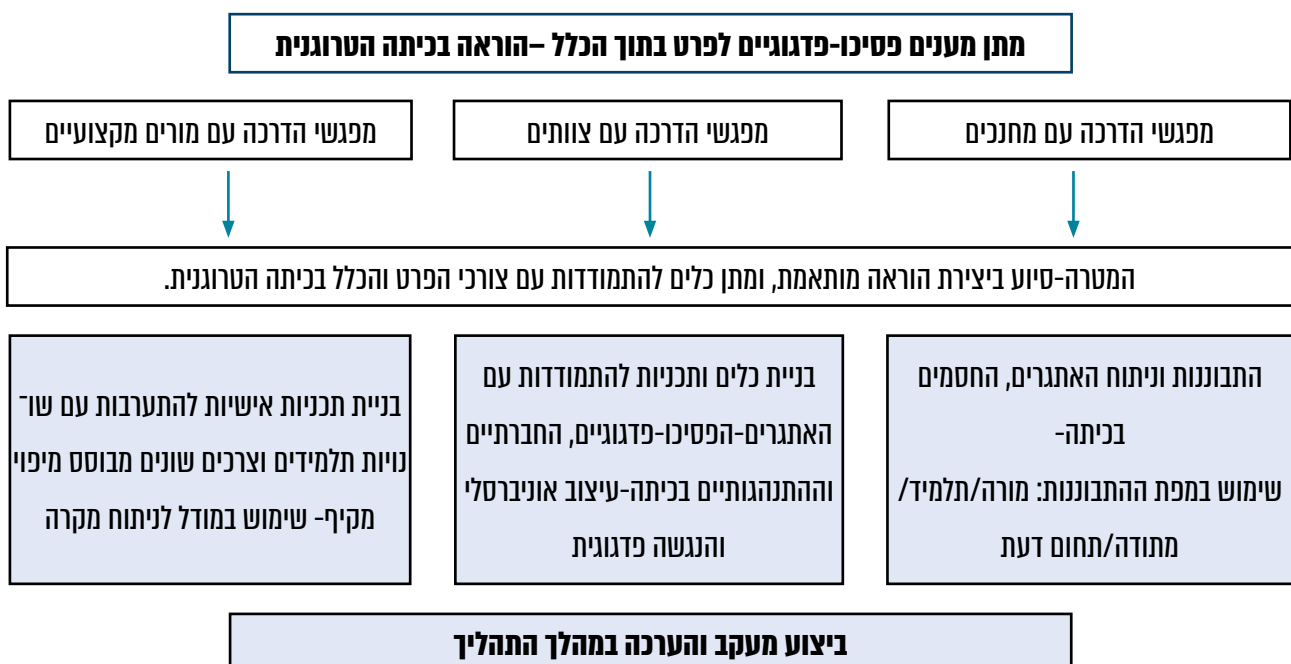 מתן מענים פסיכו-פדגוגיים לפרט בתוך הכלל –הוראה בכיתה הטרוגנית
מפגשי הדרכה עם מחנכים
מפגשי הדרכה עם צוותים
מפגשי הדרכה עם מורים מקצועיים
המטרה-סיוע ביצירת הוראה מותאמת, ומתן כלים להתמודדות עם צורכי הפרט והכלל בכיתה הטרוגנית.
התבוננות וניתוח האתגרים, החסמים
בכיתה-
שימוש במפת ההתבוננות: מורה/תלמיד/
מתודה/תחום דעת
בניית כלים ותכניות להתמודדות עם
האתגרים-הפסיכו-פדגוגיים, החברתיים
וההתנהגותיים בכיתה-עיצוב אוניברסלי
והנגשה פדגוגית
בניית תכניות אישיות להתערבות עם שו־
נויות תלמידים וצרכים שונים מבוסס מיפוי
מקיף- שימוש במודל לניתוח מקרה
ביצוע מעקב והערכה במהלך התהליך